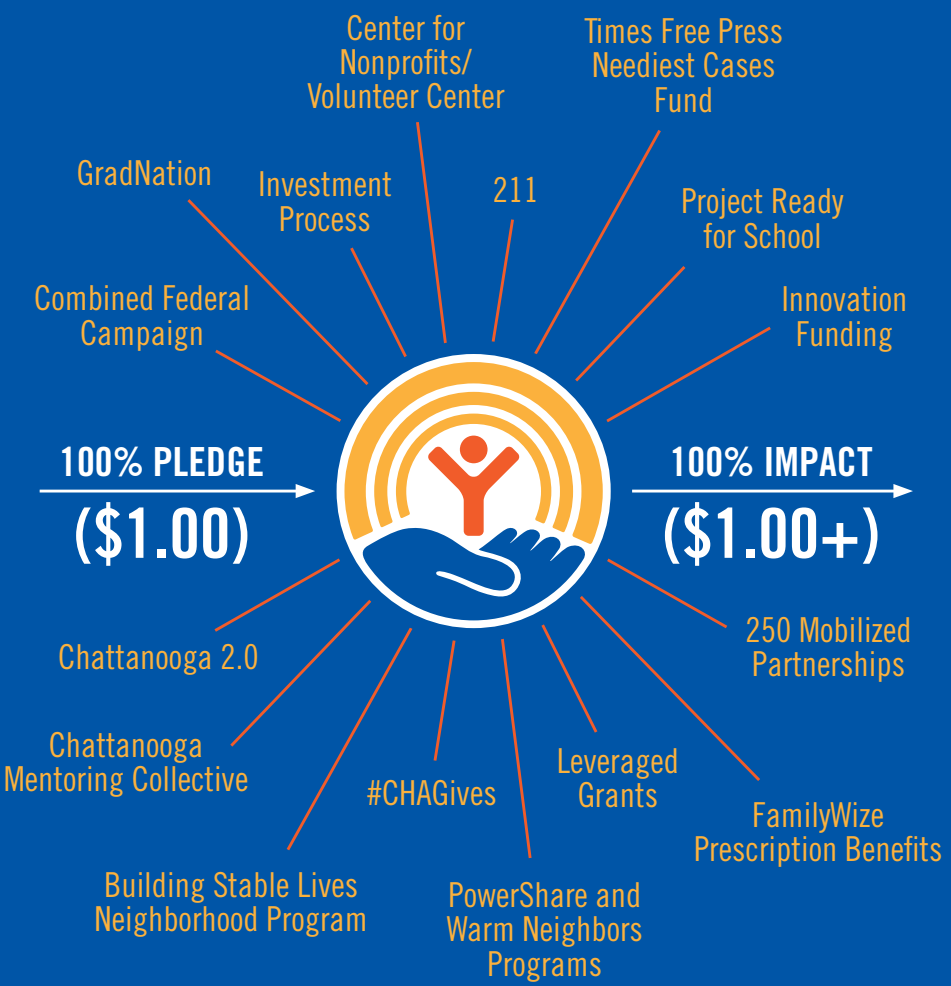 Center for
Nonprofits/
Volunteer Center
Times Free Press
Neediest Cases
Fund
GradNation
Investment
Process
211
Project Ready
for School
Combined Federal
Campaign
Innovation
Funding
100% PLEDGE
($1.00)
100% IMPACT
($1.00+)
Chattanooga 2.0
250 Mobilized
Partnerships
Chattanooga
Mentoring Collective
#CHAGives
Leveraged
Grants
FamilyWize
Prescription Benefits
Building Stable Lives
Neighborhood Program
PowerShare and
Warm Neighbors
Programs